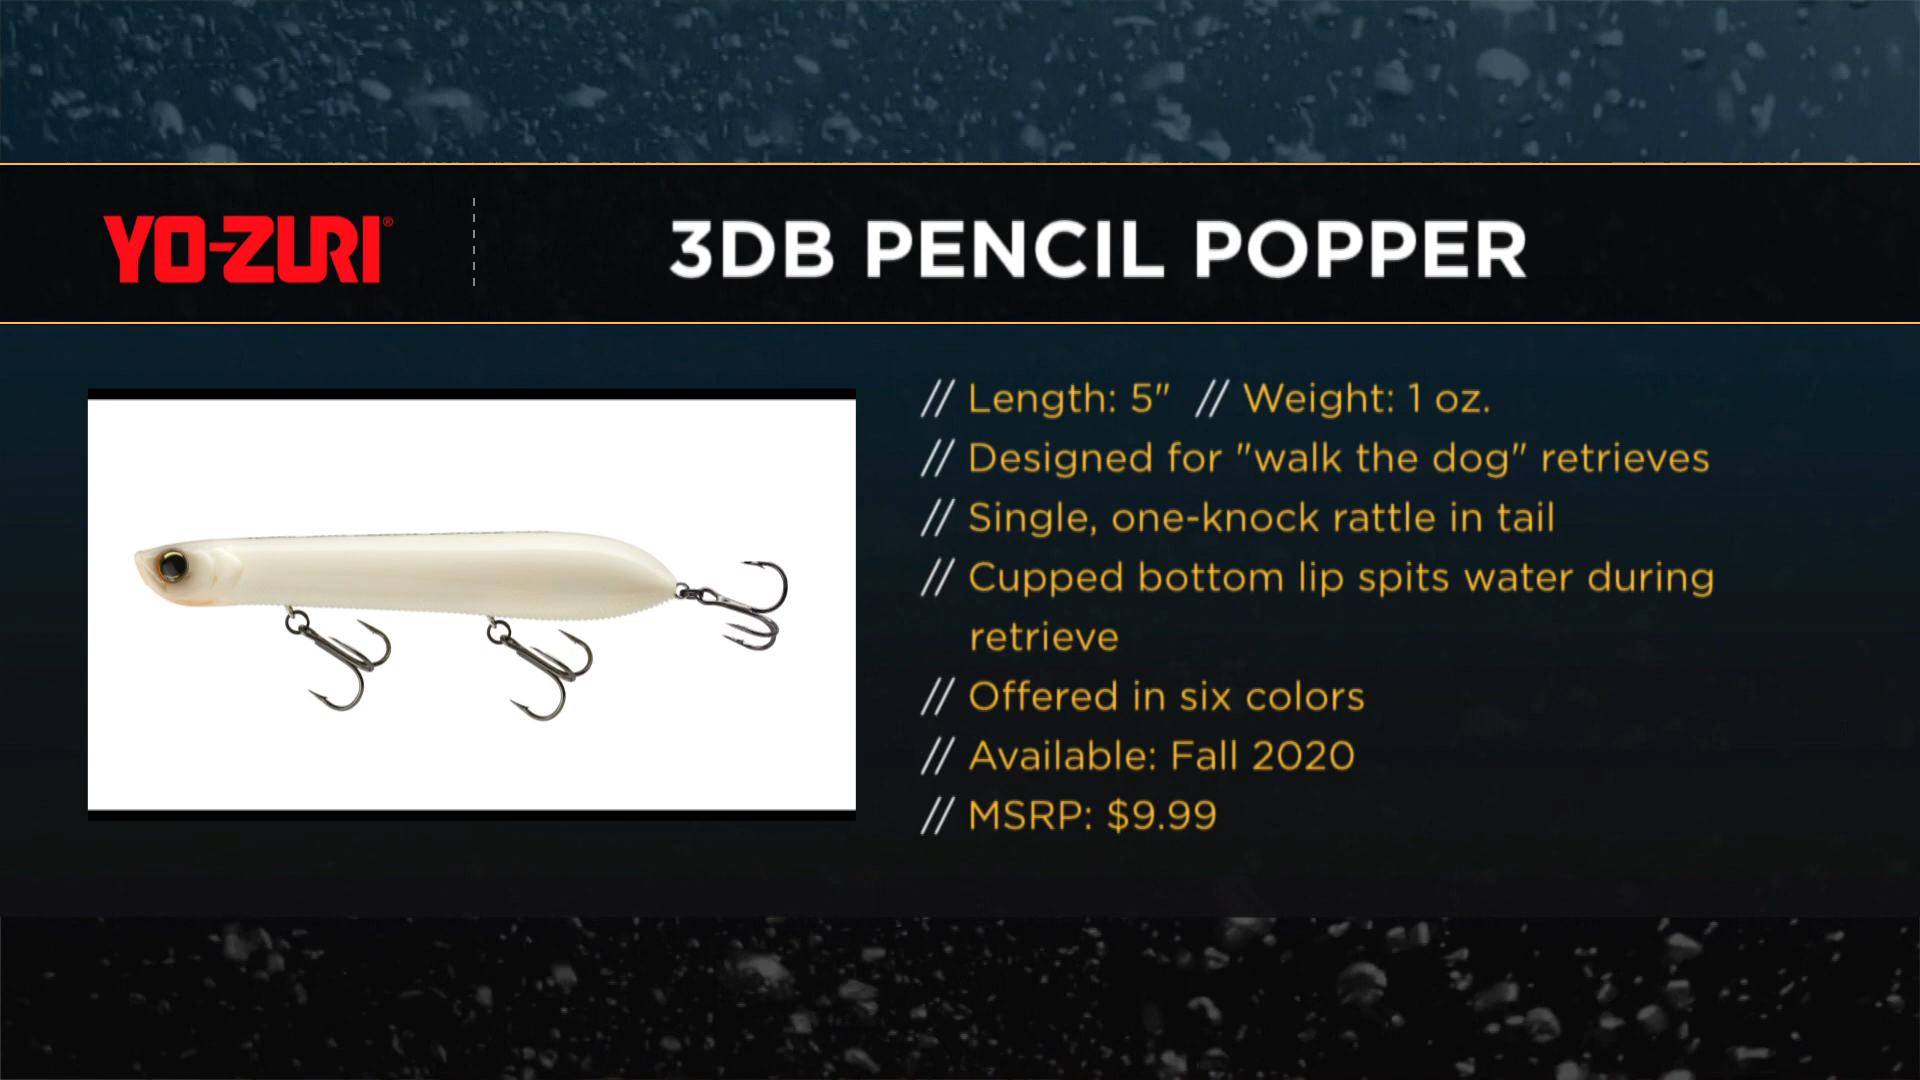 YO-ZURI®
3DB PENCIL POPPER
// Length: 5" // Weight: 1 oz.
// Designed for "walk the dog" retrieves
// Single, one-knock rattle in tail
// Cupped bottom lip spits water during
retrieve
// Offered in six colors
// Available: Fall 2020
// MSRP: $9.99